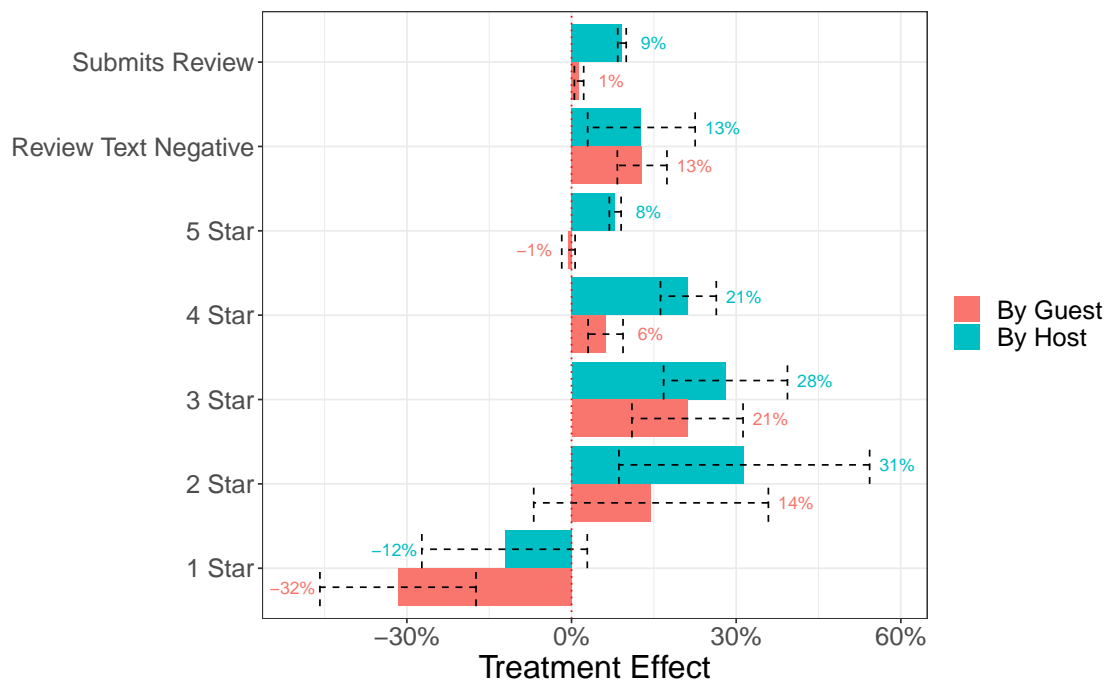 Submits Review
9%
1%
Review Text Negative
13%
13%
5 Star
8%
−1%
4 Star
21%
6%
3 Star
28%
21%
2 Star
31%
14%
1 Star
−12%
−32%
By Guest
By Host
−30%
0%
30%
60%
Treatment Effect